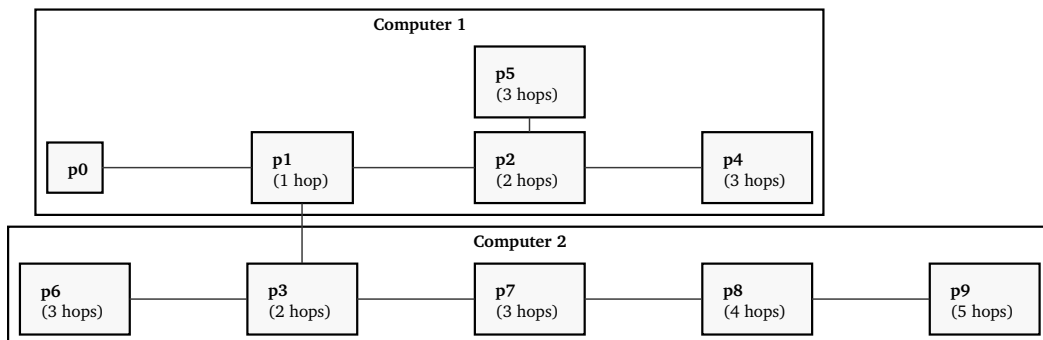 Computer 1
p5
(3 hops)
p0
p1
(1 hop)
p2
(2 hops)
p4
(3 hops)
Computer 2
p6
(3 hops)
p3
(2 hops)
p7
(3 hops)
p8
(4 hops)
p9
(5 hops)